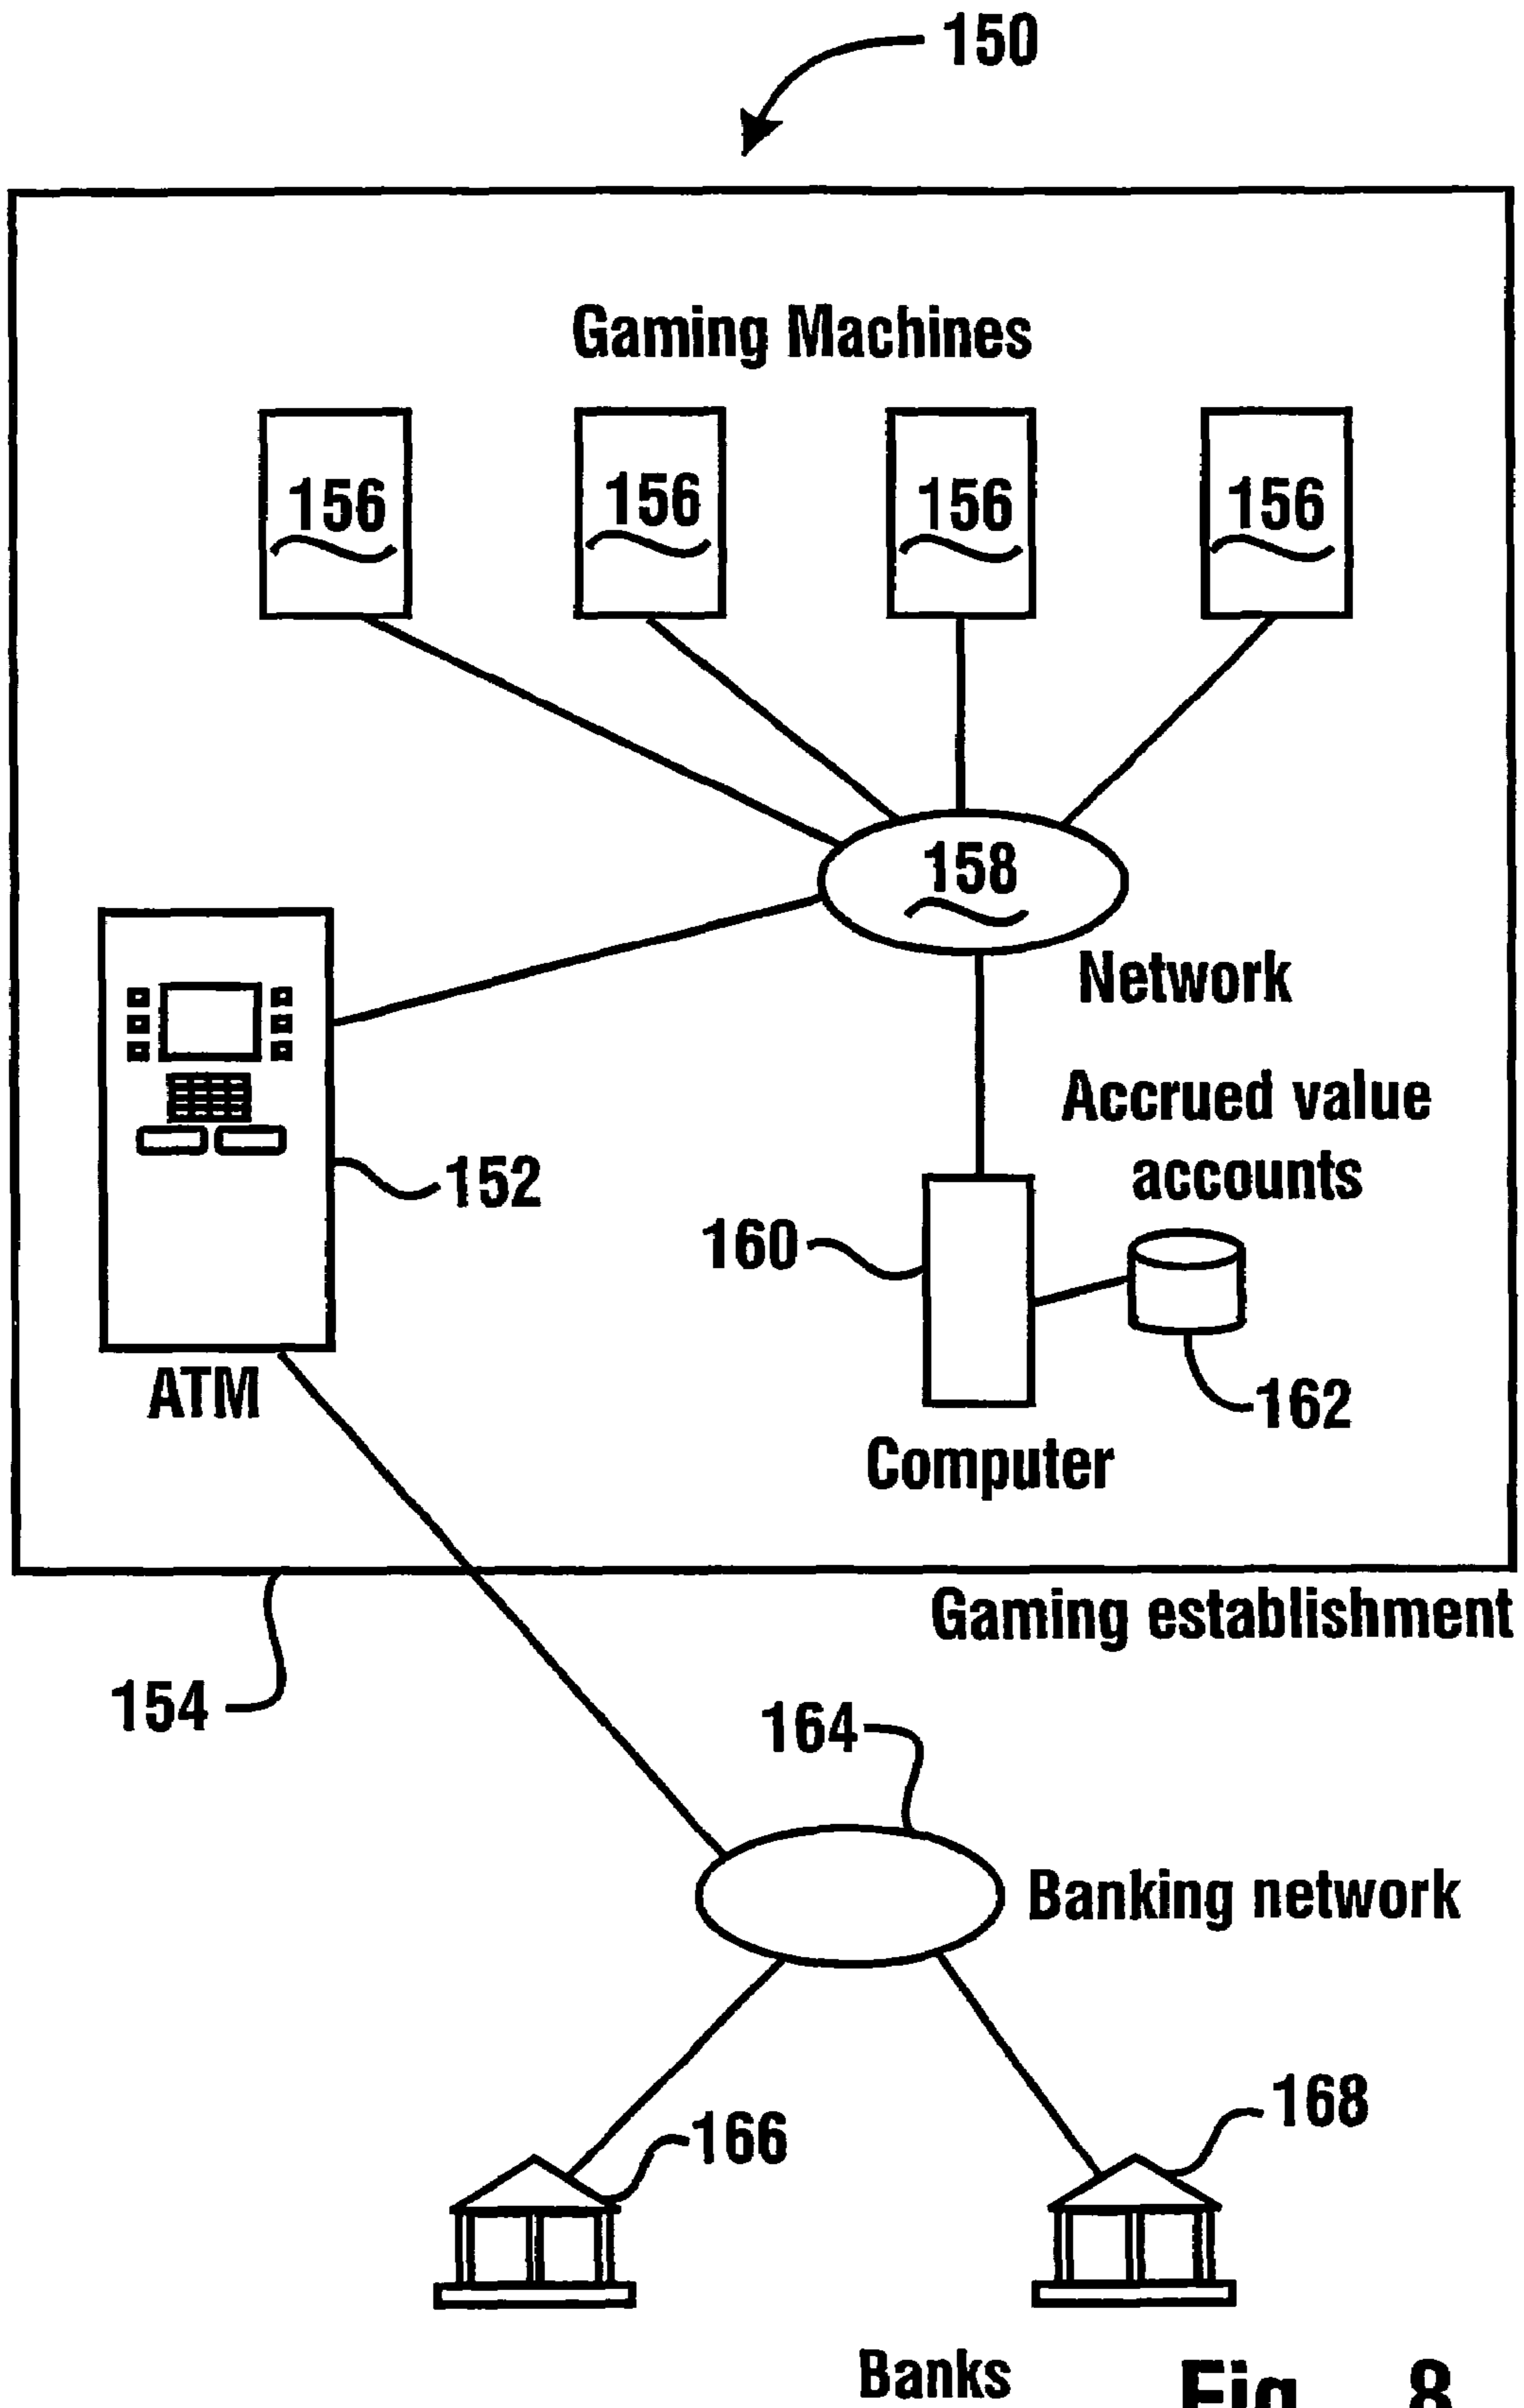 150
Gaming Machines
156 156 156 156
158
Network
Accrued value
accounts
152
160
162
ATM
Computer
Gaming establishment
154
164
Banking network
166
168
Banks
Fig. 8